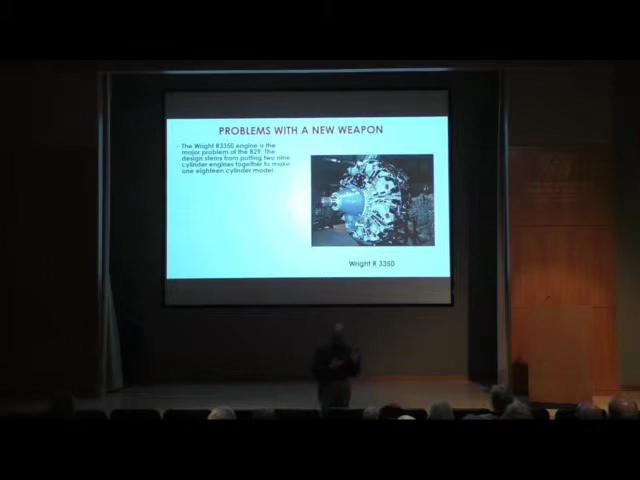 PROBLEMS WITH A NEW WEAPON
- The Wright R3350 engine is the
major problem of the B29. The
design stems from putting two nine
cylinder engines together to make
one eighteen cylinder model.
Wright R 3350